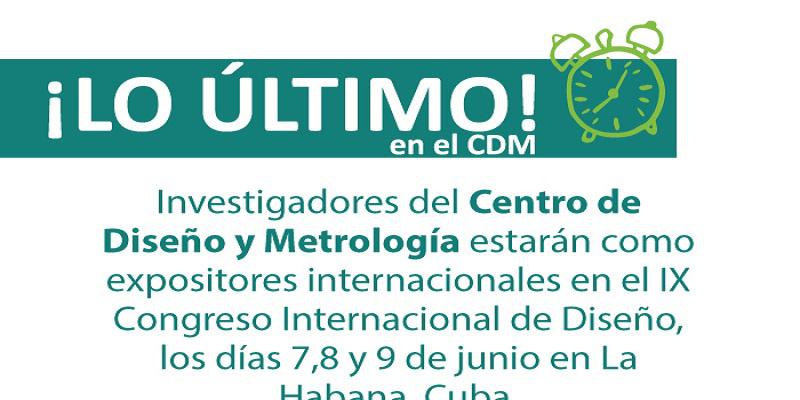 ¡LO ÚLTIMO!
en el CDM
Investigadores del Centro de
Diseño y Metrología estarán como
expositores internacionales en el IX
Congreso Internacional de Diseño,
los días 7,8 y 9 de junio en La
Habana, Cuba